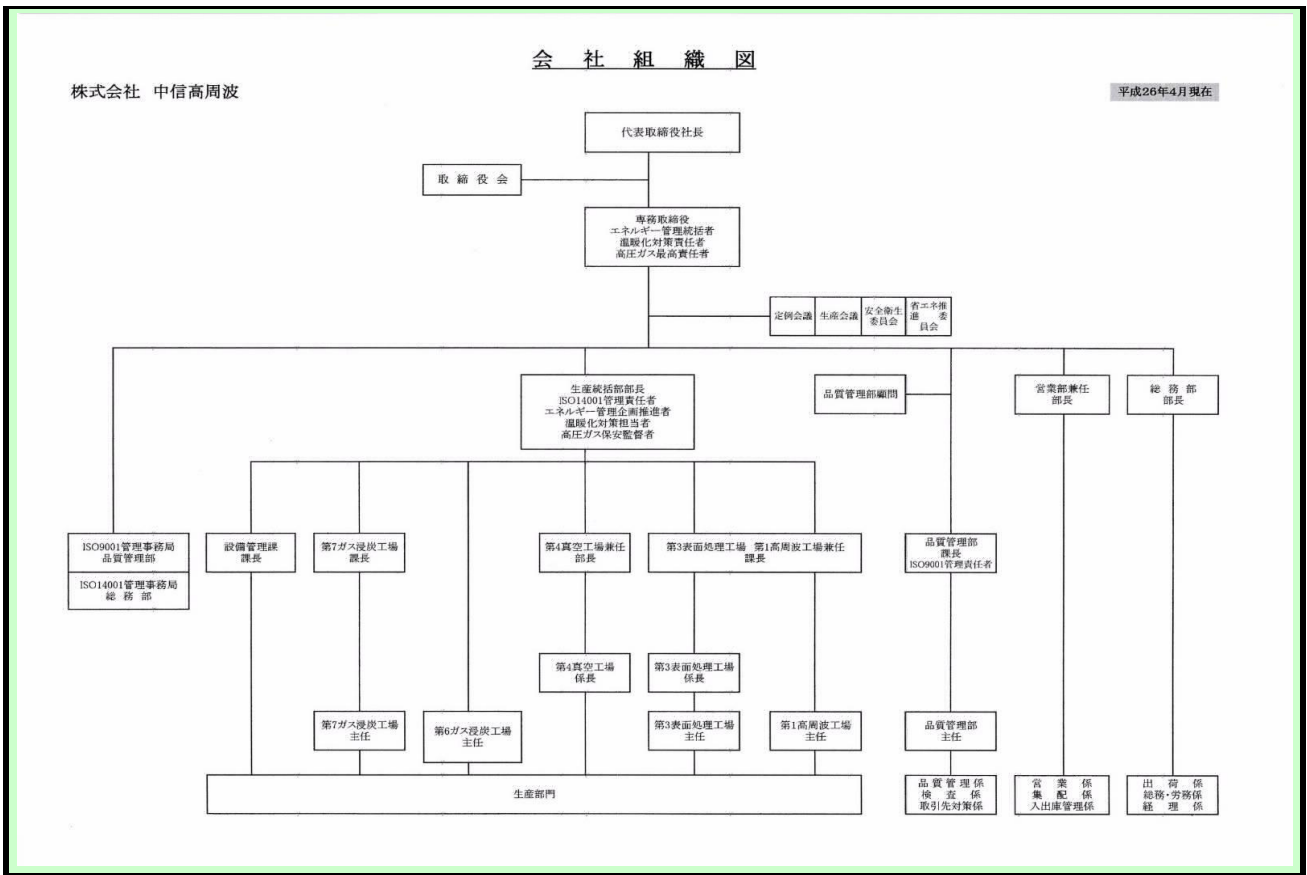 会社組織図
株式会社 中信高周波
平成26年4月現在
代表取締役社長
取締役会
専務取締役
エネルギー管理統括者
温暖化対策責任者
高圧ガス最高責任者
定例会議
生産会議
安全衛生
委員会
省エネ推
進委
員会
生産統括部部長
ISO14001管理責任者
エネルギー管理企画推進者
温暖化対策担当者
高圧ガス保安監督者
品質管理部顧問
営業部兼任
部長
総務部
部長
ISO9001管理事務局
品質管理部
ISO14001管理事務局
総務部
設備管理課
課長
第7ガス浸炭工場
課長
第4真空工場兼任
部長
第3表面処理工場 第1高周波工場兼任
課長
品質管理部
課長
ISO9001管理責任者
第4真空工場
係長
第3表面処理工場
係長
第7ガス浸炭工場
主任
第6ガス浸炭工場
主任
第3表面処理工場
主任
第1高周波工場
主任
品質管理部
主任
生産部門
品質管理係
検査係
取引先対策係
営業係
集配係
入出庫管理係
出荷係
総務・労務係
経理係